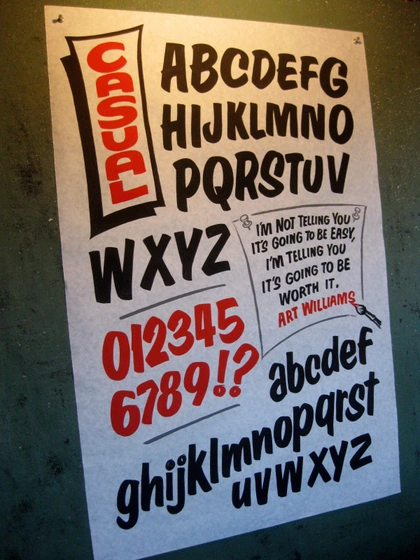 CASUAL
ABCDEFG
HIJKLMNO
PQRSTUV
WXYZ
I'M NOT TELLING YOU
IT'S GOING TO BE EASY,
I'M TELLING YOU
IT'S GOING TO BE
WORTH IT.
ART WILLIAMS
012345
6789!?
abcdef
ghijklmnopqrst
uvwxyz